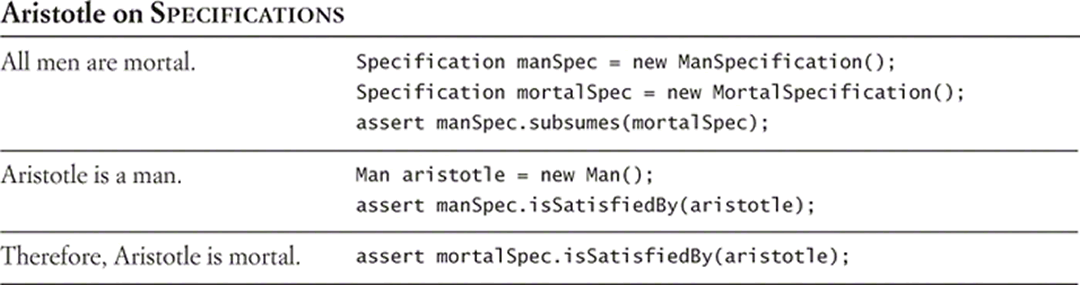 Aristotle on SPECIFICATIONS
All men are mortal.
Specification manSpec = new ManSpecification();
Specification mortalSpec = new MortalSpecification();
assert manSpec.subsumes(mortalSpec);
Aristotle is a man.
Man aristotle = new Man();
assert manSpec.isSatisfiedBy(aristotle);
Therefore, Aristotle is mortal.
assert mortalSpec.isSatisfiedBy(aristotle);